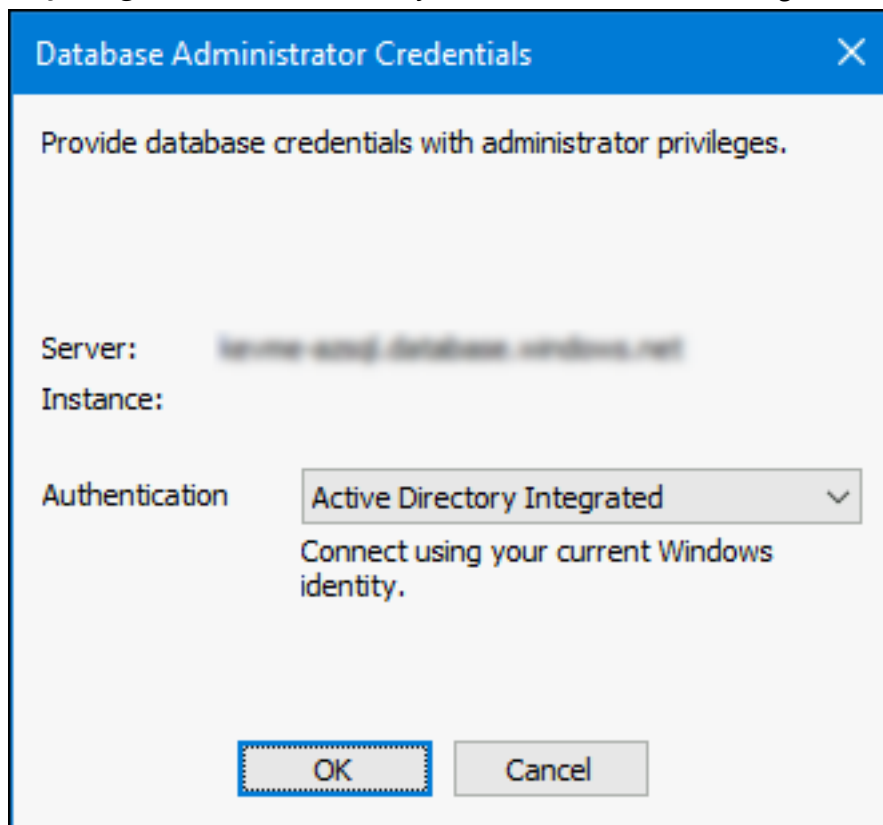 Database Administrator Credentials
Provide database credentials with administrator privileges.
Server:
Instance:
Authentication Active Directory Integrated
Connect using your current Windows
identity.
OK Cancel